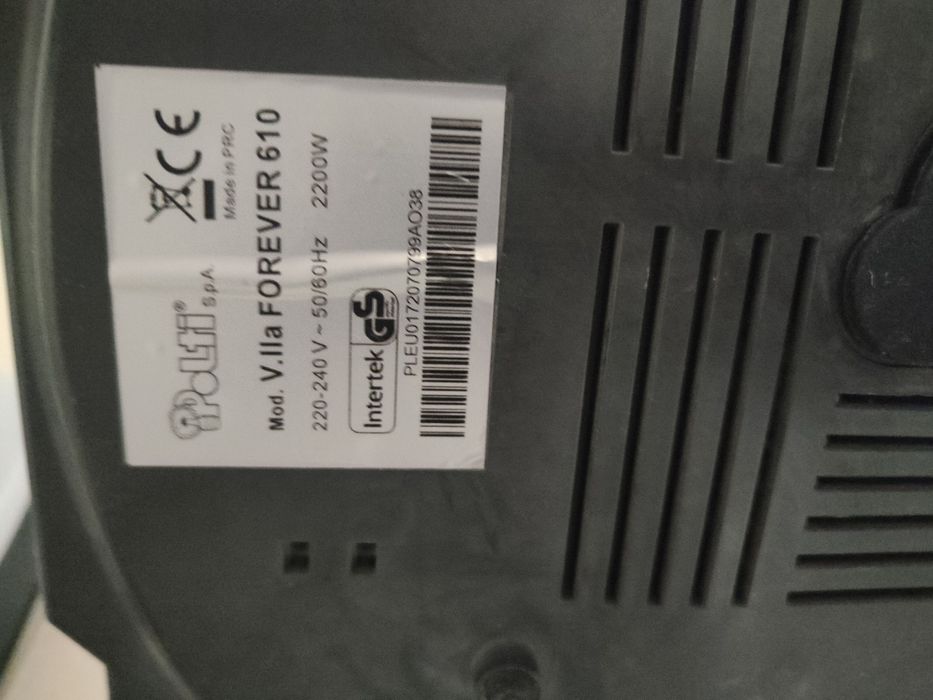 POLTI® S.p.A.
CE
Made in PRC
Mod. V.lla FOREVER 610
220-240 V ~ 50/60Hz 2200W
Intertek GS
PLEU0172070799AO38